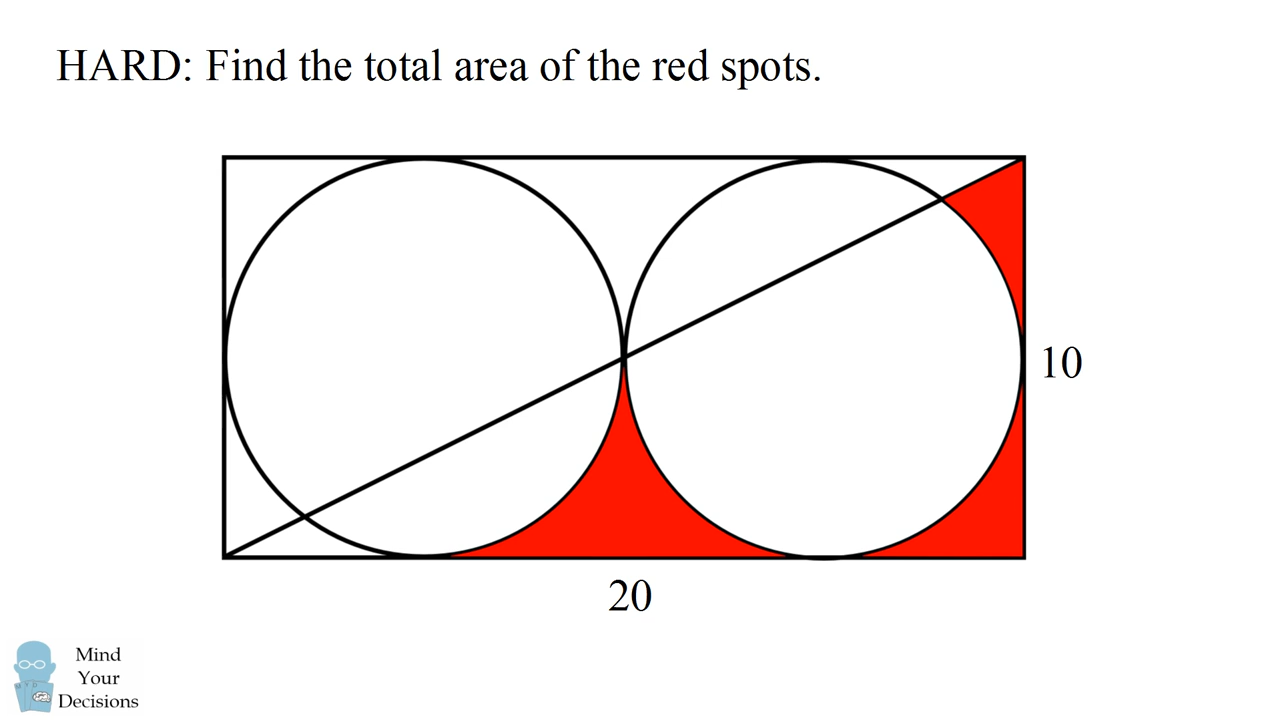 HARD: Find the total area of the red spots.
10
20
Mind
Your
Decisions